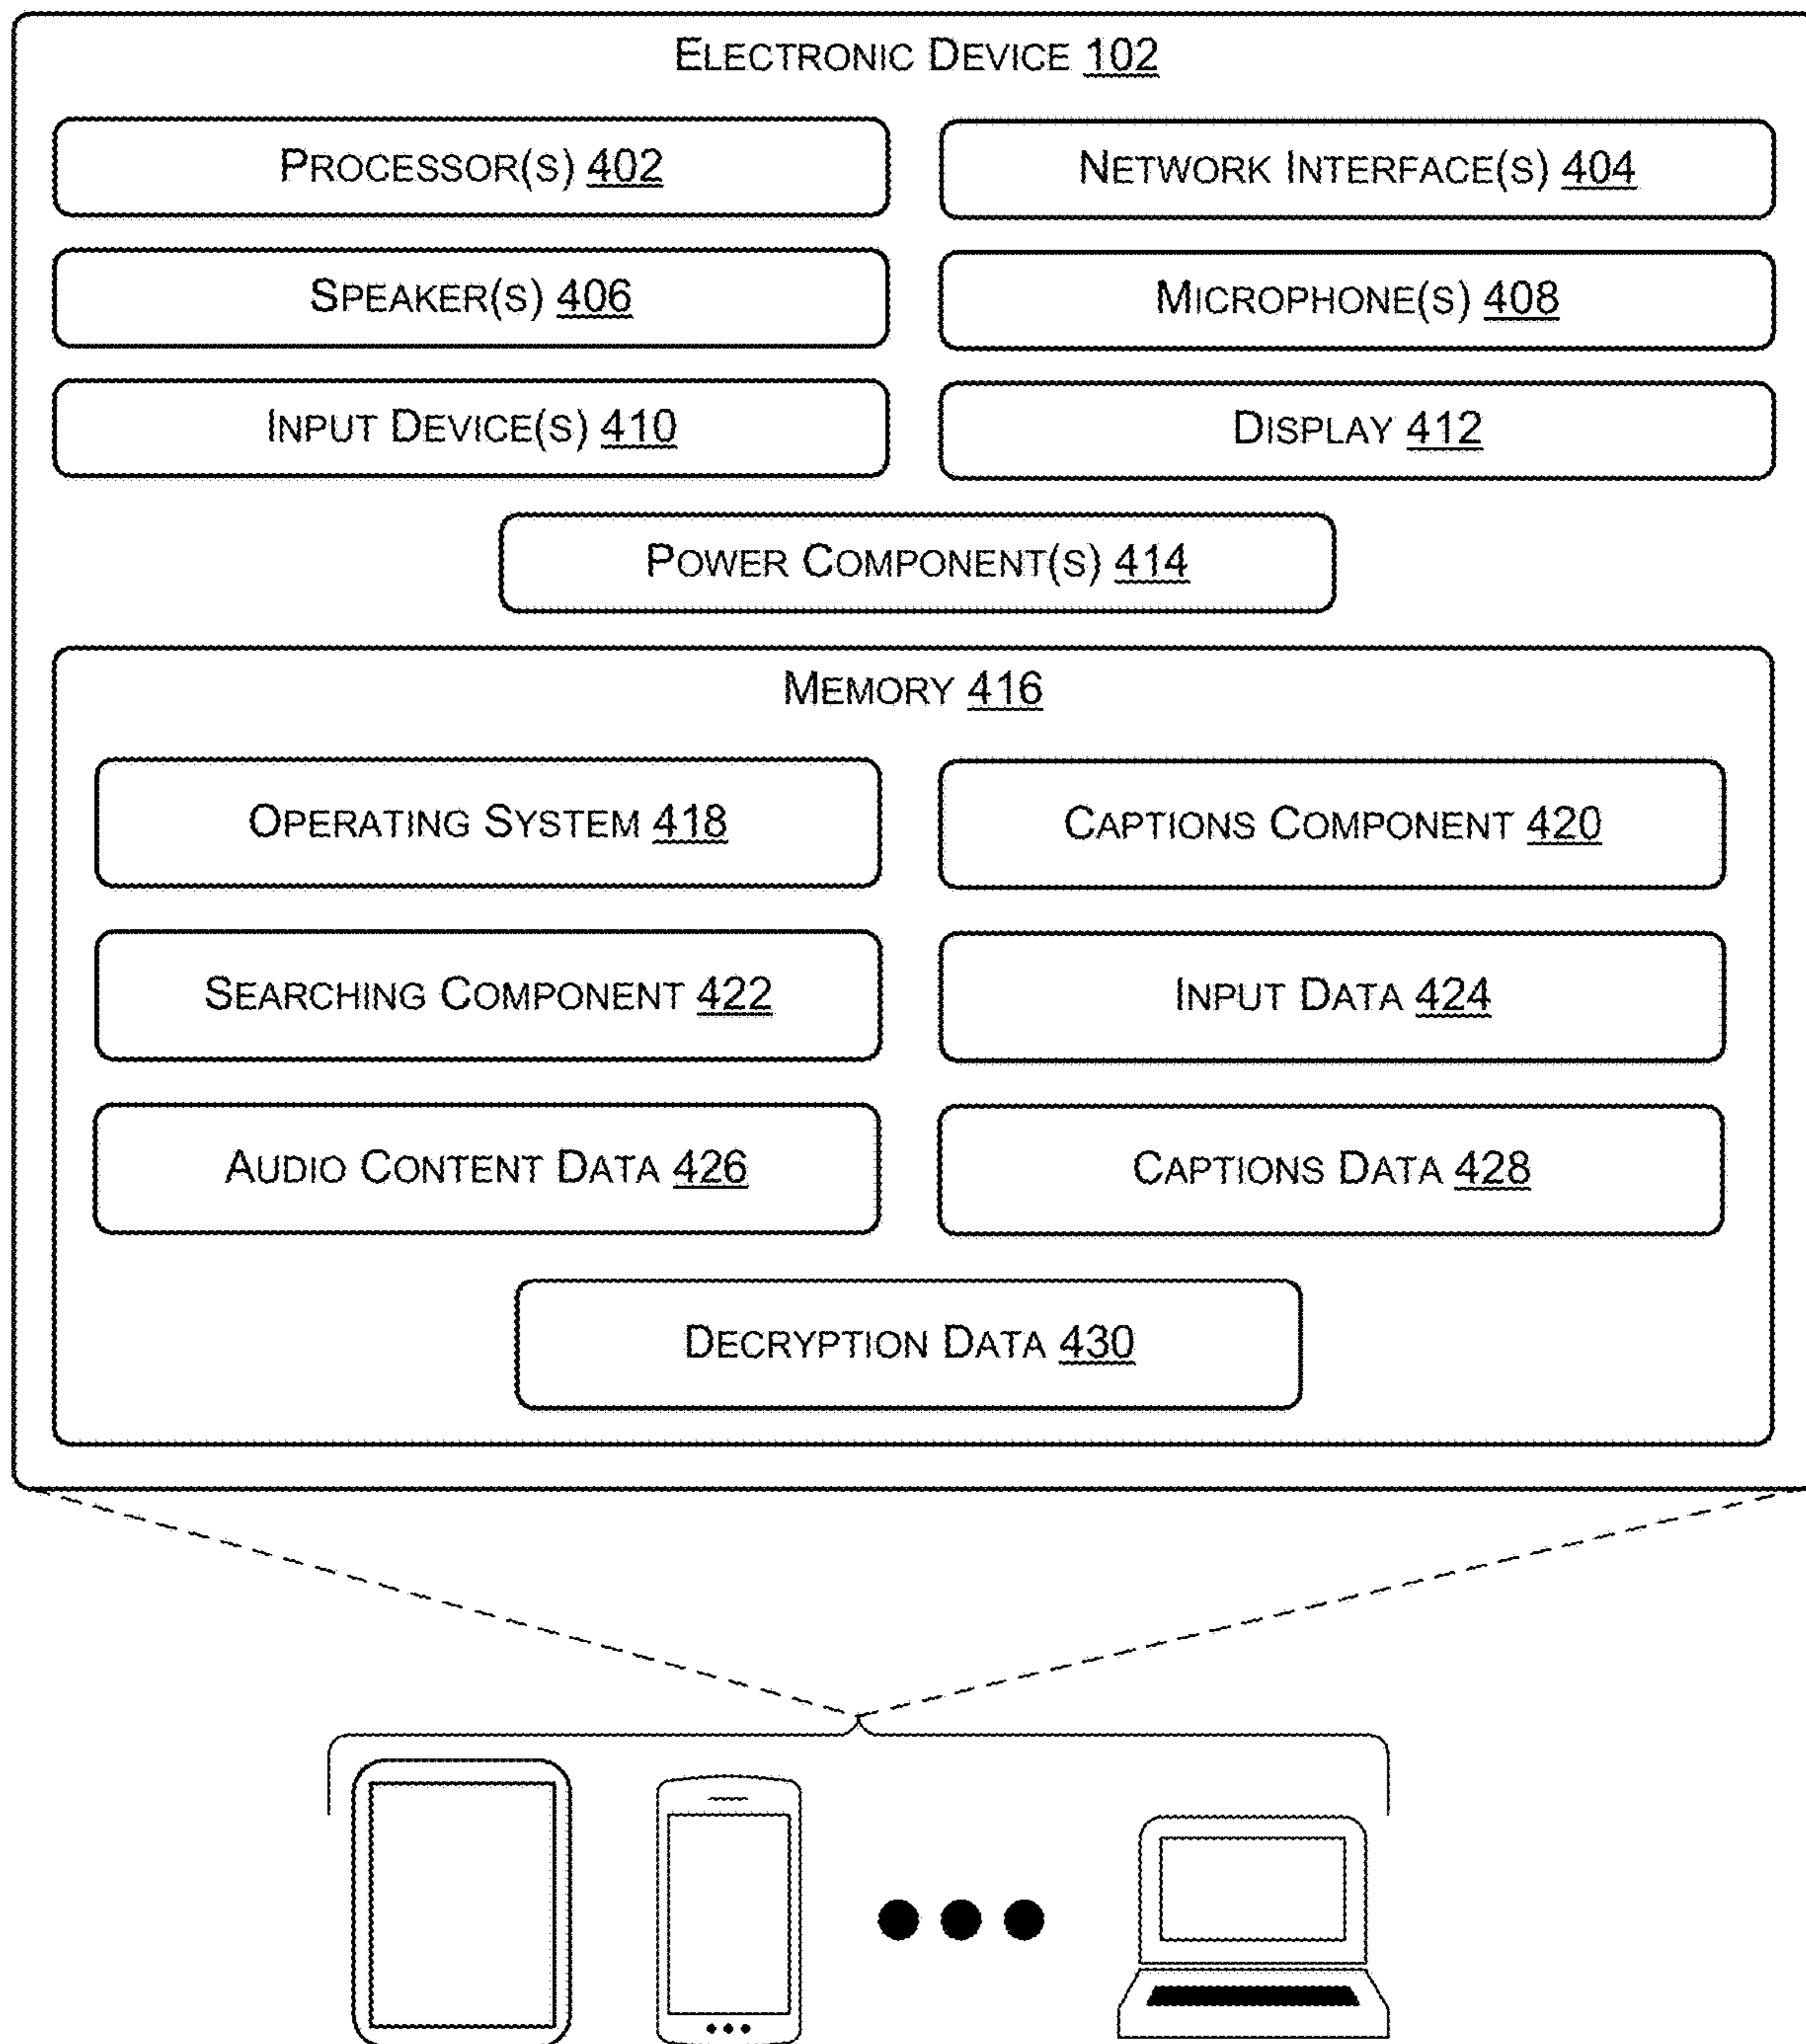 ELECTRONIC DEVICE 102
PROCESSOR(S) 402
NETWORK INTERFACE(S) 404
SPEAKER(S) 406
MICROPHONE(S) 408
INPUT DEVICE(S) 410
DISPLAY 412
POWER COMPONENT(S) 414
MEMORY 416
OPERATING SYSTEM 418
CAPTIONS COMPONENT 420
SEARCHING COMPONENT 422
INPUT DATA 424
AUDIO CONTENT DATA 426
CAPTIONS DATA 428
DECRYPTION DATA 430